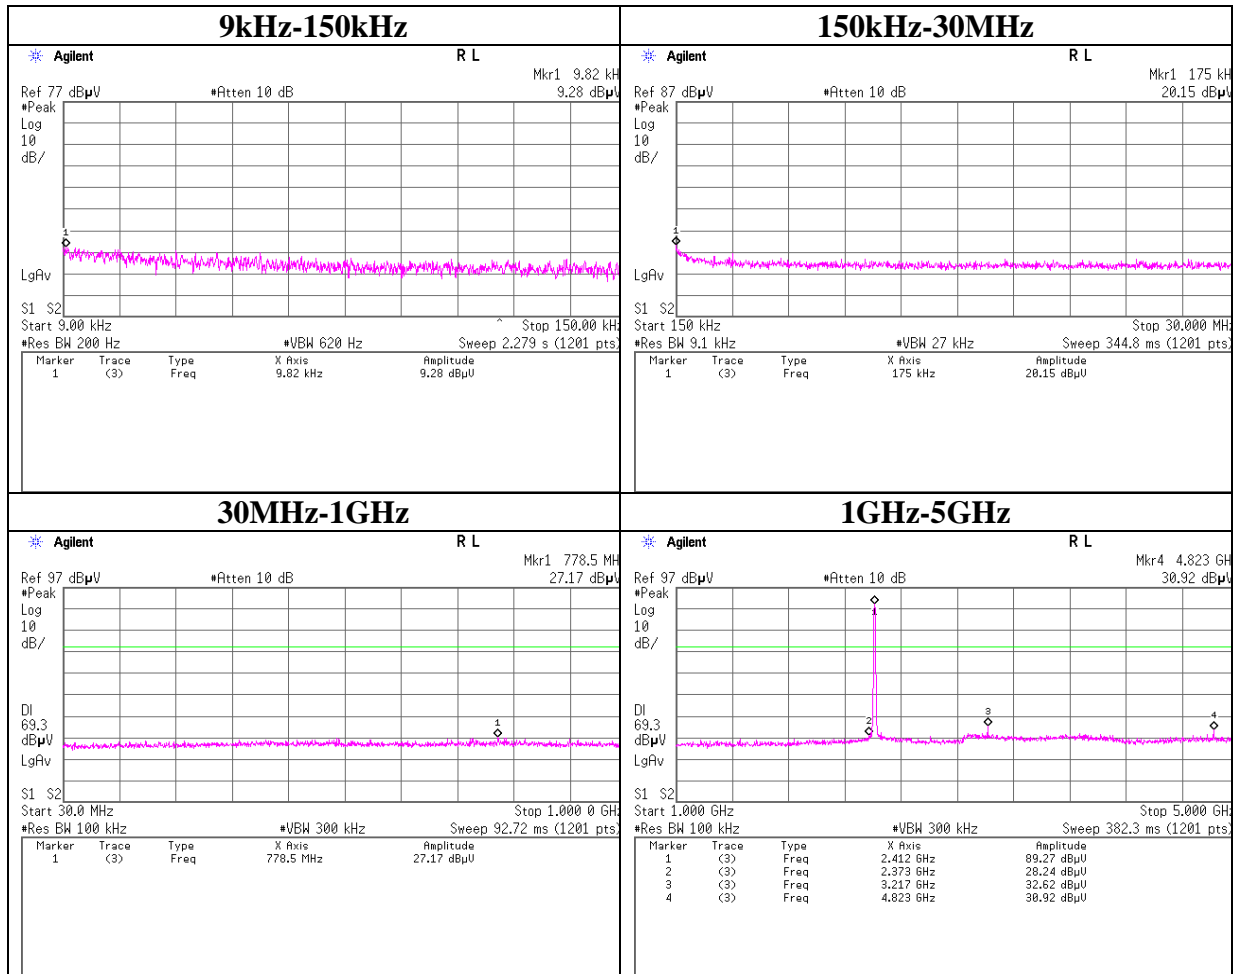 9kHz-150kHz
Agilent R L
Mkr1 9.82 kH
Ref 77 dBµV #Atten 10 dB 9.28 dBµV
#Peak
Log
10
dB/
1
LgAv
S1 S2
Start 9.00 kHz ^ Stop 150.00 kHz
#Res BW 200 Hz #VBW 620 Hz Sweep 2.279 s (1201 pts)
Marker Trace Type X Axis Amplitude
1 (3) Freq 9.82 kHz 9.28 dBµV
150kHz-30MHz
Agilent R L
Mkr1 175 kH
Ref 87 dBµV #Atten 10 dB 20.15 dBµV
#Peak
Log
10
dB/
1
LgAv
S1 S2
Start 150 kHz Stop 30.000 MHz
#Res BW 9.1 kHz #VBW 27 kHz Sweep 344.8 ms (1201 pts)
Marker Trace Type X Axis Amplitude
1 (3) Freq 175 kHz 20.15 dBµV
30MHz-1GHz
Agilent R L
Mkr1 778.5 MH
Ref 97 dBµV #Atten 10 dB 27.17 dBµV
#Peak
Log
10
dB/
DI
69.3
dBµV
LgAv
1
S1 S2
Start 30.0 MHz Stop 1.000 0 GHz
#Res BW 100 kHz #VBW 300 kHz Sweep 92.72 ms (1201 pts)
Marker Trace Type X Axis Amplitude
1 (3) Freq 778.5 MHz 27.17 dBµV
1GHz-5GHz
Agilent R L
Mkr4 4.823 GH
Ref 97 dBµV #Atten 10 dB 30.92 dBµV
#Peak
Log
10
dB/
1
DI
69.3
dBµV
LgAv
2 3 4
S1 S2
Start 1.000 GHz Stop 5.000 GHz
#Res BW 100 kHz #VBW 300 kHz Sweep 382.3 ms (1201 pts)
Marker Trace Type X Axis Amplitude
1 (3) Freq 2.412 GHz 89.27 dBµV
2 (3) Freq 2.373 GHz 28.24 dBµV
3 (3) Freq 3.217 GHz 32.62 dBµV
4 (3) Freq 4.823 GHz 30.92 dBµV